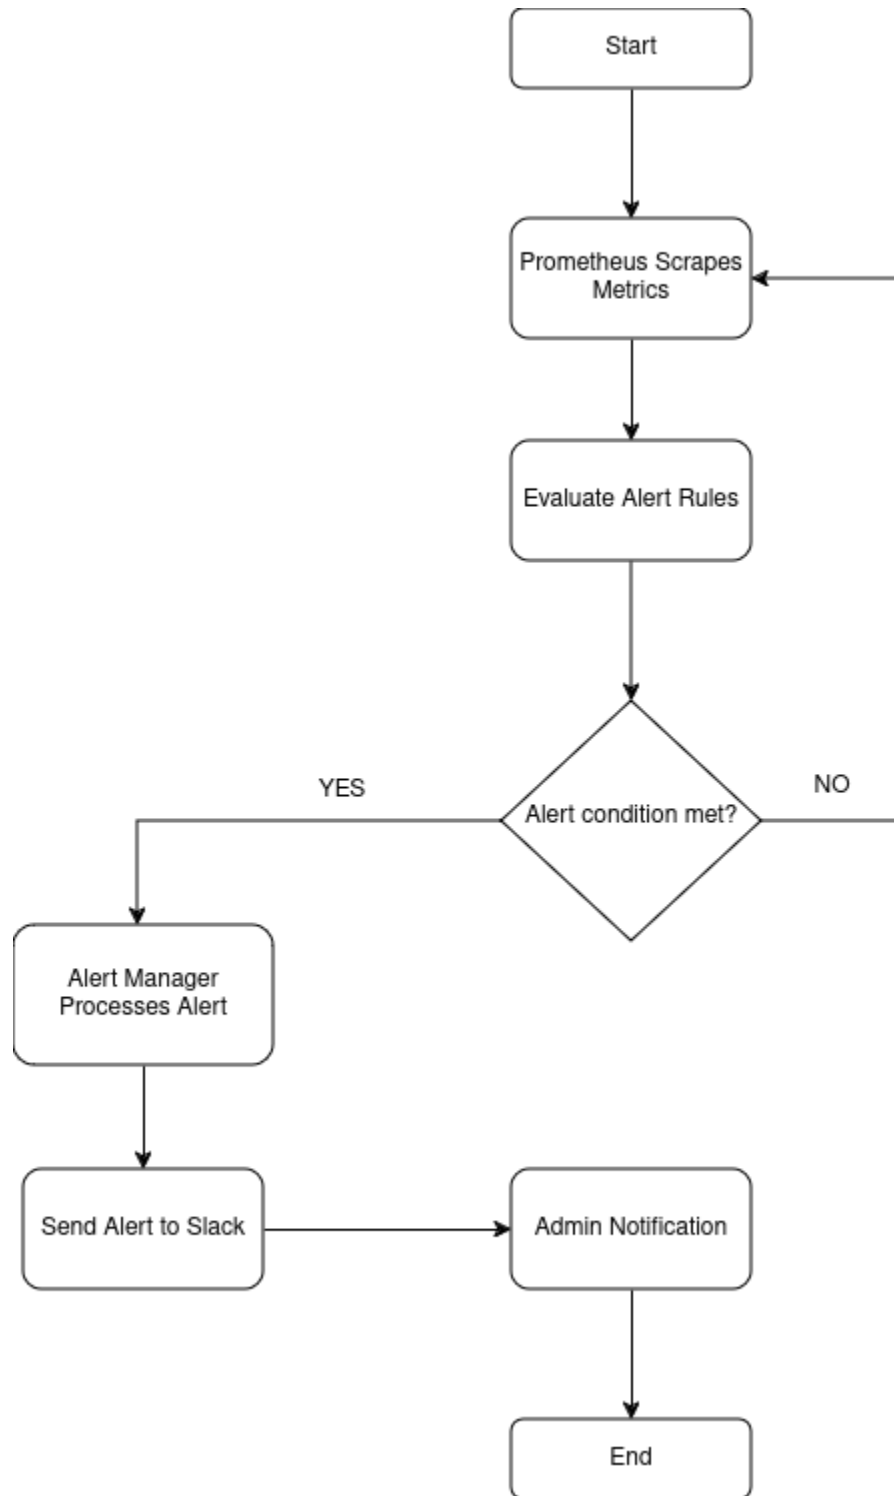 Start
Prometheus Scrapes
Metrics
Evaluate Alert Rules
Alert condition met?
YES
NO
Alert Manager
Processes Alert
Send Alert to Slack
Admin Notification
End